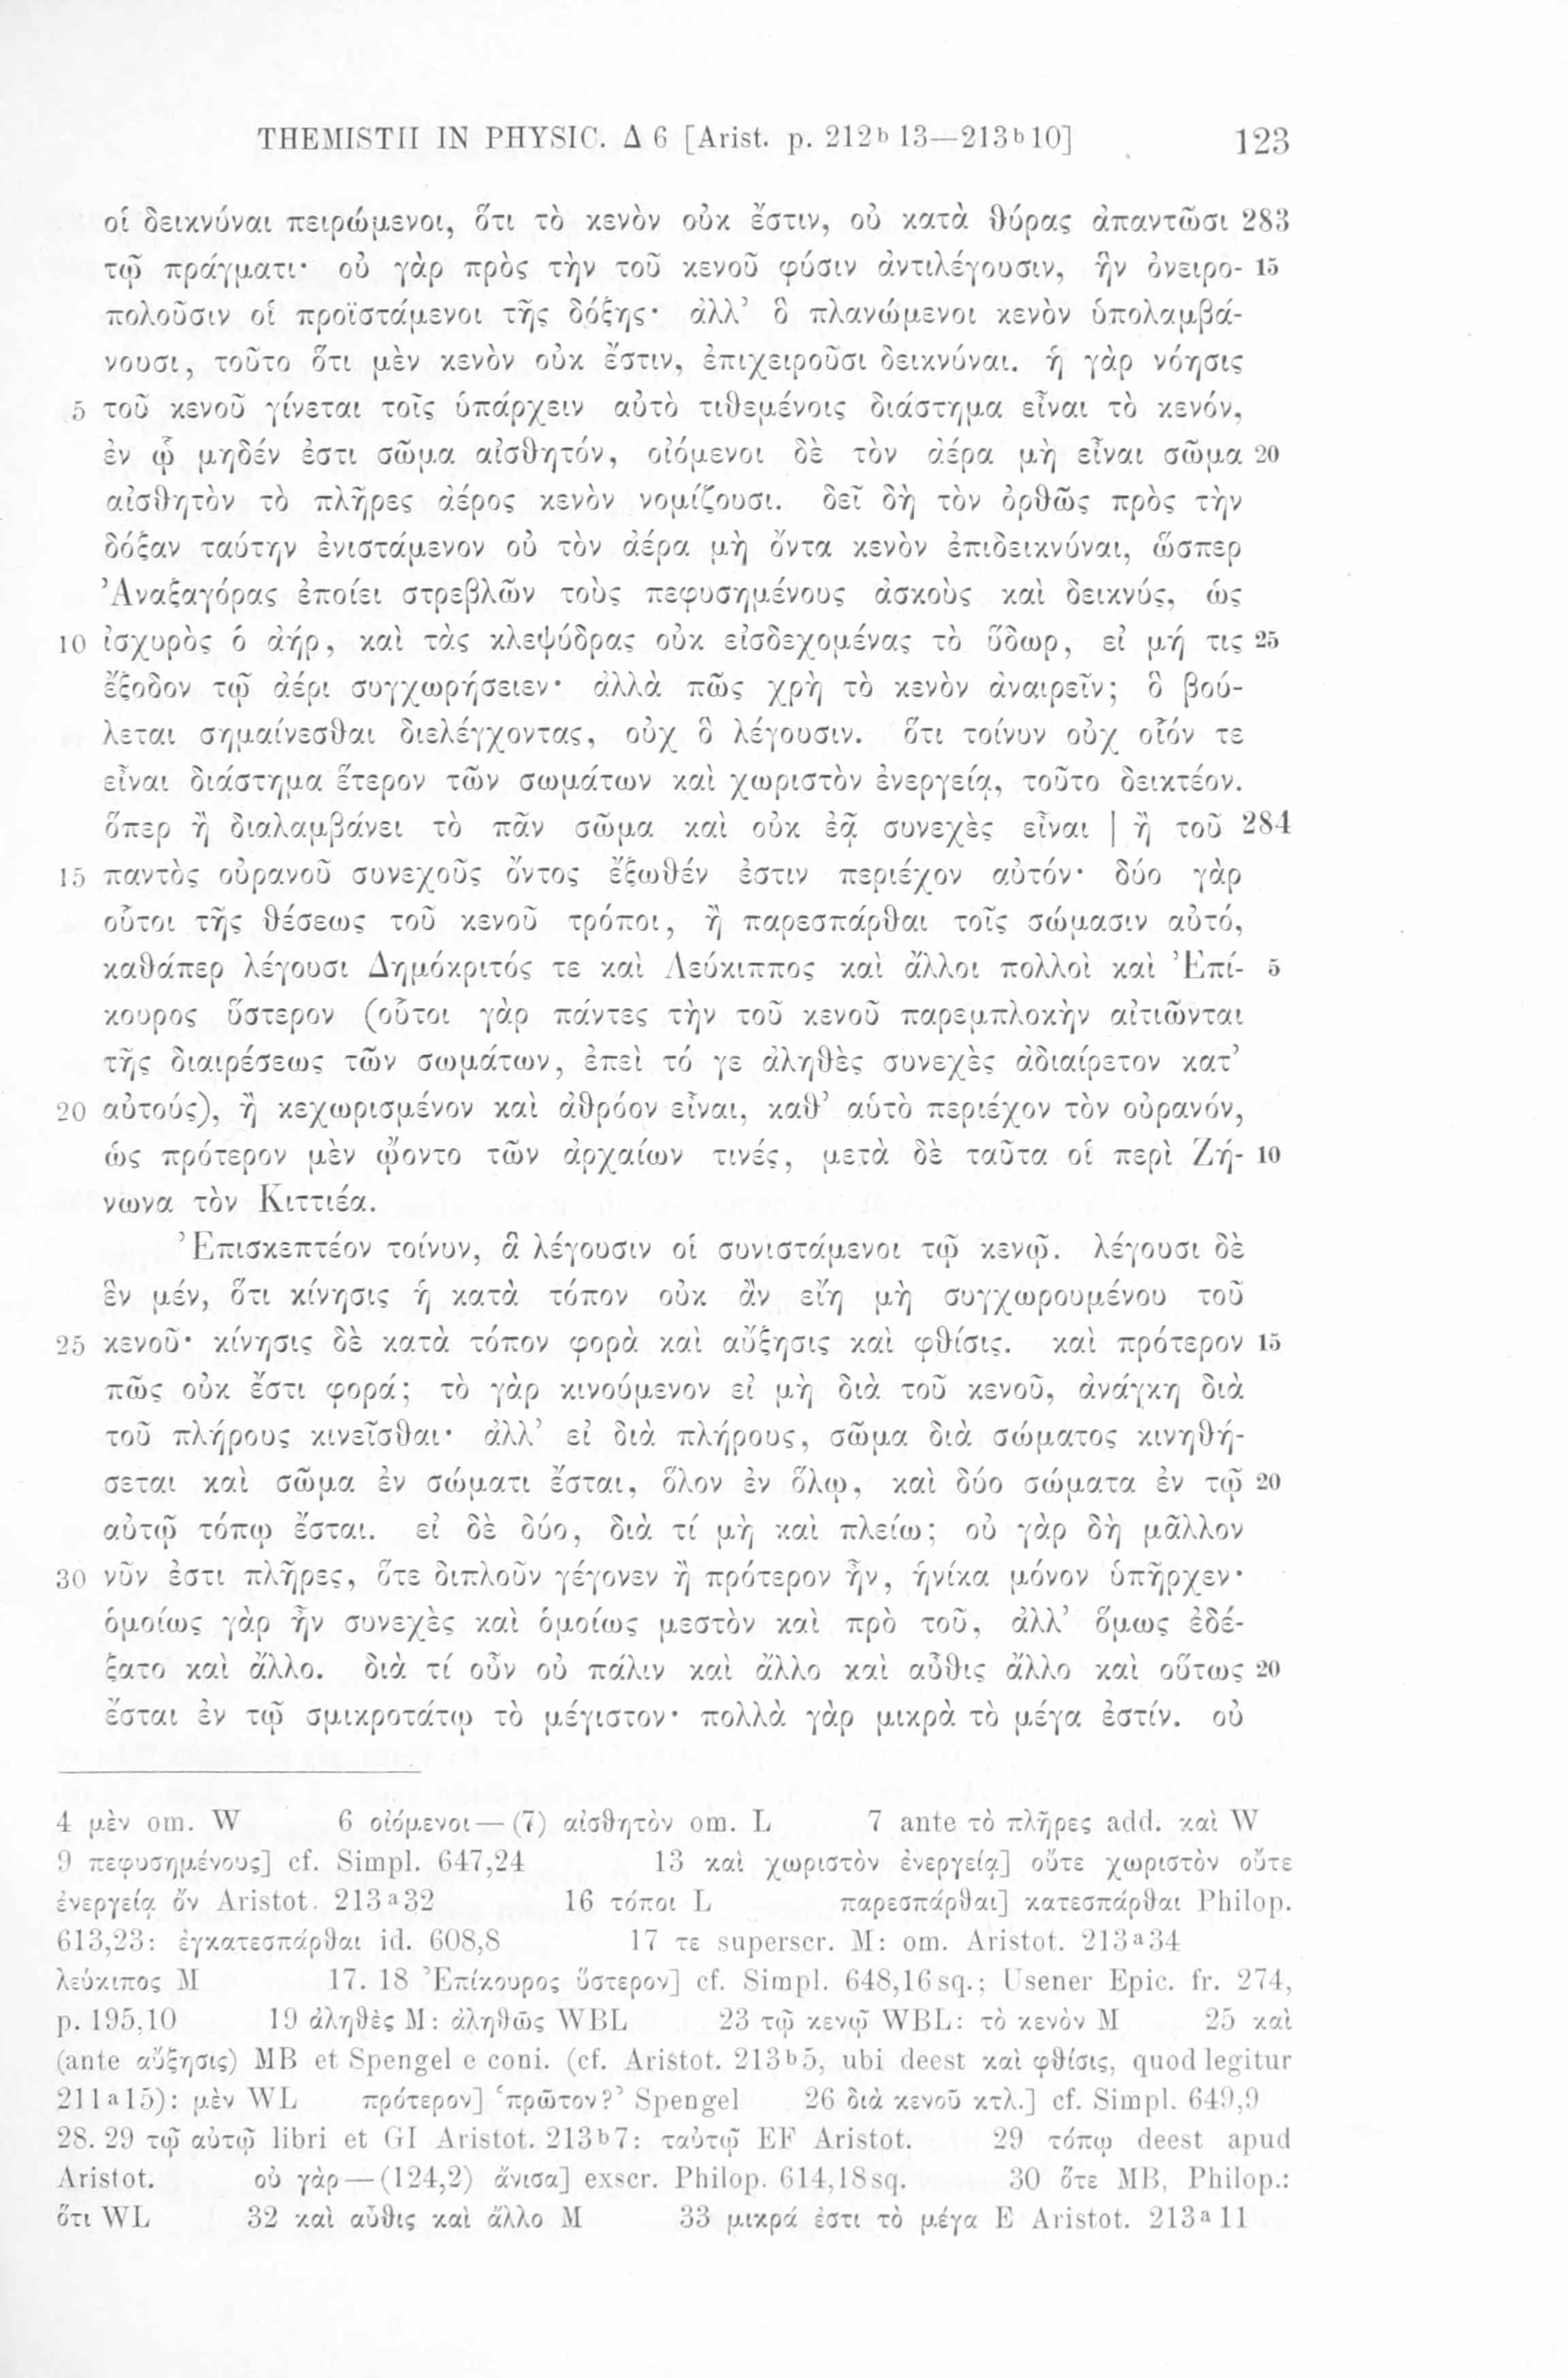 THEMISTII IN PHYSIC. Δ 6 [Arist. p. 212ᵇ 13—213ᵇ 10] 123
οἱ δεικνύναι πειρώμενοι, ὅτι τὸ κενὸν οὐκ ἔστιν, οὐ κατὰ θύρας ἀπαντῶσι 283
τῷ πράγματι· οὐ γὰρ πρὸς τὴν τοῦ κενοῦ φύσιν ἀντιλέγουσιν, ἣν ὀνειρο- 15
πολοῦσιν οἱ προϊστάμενοι τῆς δόξης· ἀλλ’ ὃ πλανώμενοι κενὸν ὑπολαμβά-
νουσι, τοῦτο ὅτι μὲν κενὸν οὐκ ἔστιν, ἐπιχειροῦσι δεικνύναι. ἡ γὰρ νόησις
5 τοῦ κενοῦ γίνεται τοῖς ὑπάρχειν αὐτὸ τιθεμένοις διάστημα εἶναι τὸ κενόν,
ἐν ᾧ μηδέν ἐστι σῶμα αἰσθητόν, οἰόμενοι δὲ τὸν ἀέρα μὴ εἶναι σῶμα 20
αἰσθητὸν τὸ πλῆρες ἀέρος κενὸν νομίζουσι. δεῖ δὴ τὸν ὀρθῶς πρὸς τὴν
δόξαν ταύτην ἐνιστάμενον οὐ τὸν ἀέρα μὴ ὄντα κενὸν ἐπιδεικνύναι, ὥσπερ
Ἀναξαγόρας ἐποίει στρεβλῶν τοὺς πεφυσημένους ἀσκοὺς καὶ δεικνύς, ὡς
10 ἰσχυρὸς ὁ ἀήρ, καὶ τὰς κλεψύδρας οὐκ εἰσδεχομένας τὸ ὕδωρ, εἰ μή τις 25
ἔξοδον τῷ ἀέρι συγχωρήσειεν· ἀλλὰ πῶς χρὴ τὸ κενὸν ἀναιρεῖν; ὃ βού-
λεται σημαίνεσθαι διελέγχοντας, οὐχ ὃ λέγουσιν. ὅτι τοίνυν οὐχ οἷόν τε
εἶναι διάστημα ἕτερον τῶν σωμάτων καὶ χωριστὸν ἐνεργείᾳ, τοῦτο δεικτέον.
ὅπερ ἢ διαλαμβάνει τὸ πᾶν σῶμα καὶ οὐκ ἐᾷ συνεχὲς εἶναι | ἢ τοῦ 284
15 παντὸς οὐρανοῦ συνεχοῦς ὄντος ἔξωθέν ἐστιν περιέχον αὐτόν· δύο γὰρ
οὗτοι τῆς θέσεως τοῦ κενοῦ τρόποι, ἢ παρεσπάρθαι τοῖς σώμασιν αὐτό,
καθάπερ λέγουσι Δημόκριτός τε καὶ Λεύκιππος καὶ ἄλλοι πολλοὶ καὶ Ἐπί- 5
κουρος ὕστερον (οὗτοι γὰρ πάντες τὴν τοῦ κενοῦ παρεμπλοκὴν αἰτιῶνται
τῆς διαιρέσεως τῶν σωμάτων, ἐπεὶ τό γε ἀληθὲς συνεχὲς ἀδιαίρετον κατ’
20 αὐτούς), ἢ κεχωρισμένον καὶ ἀθρόον εἶναι, καθ’ αὑτὸ περιέχον τὸν οὐρανόν,
ὡς πρότερον μὲν ᾤοντο τῶν ἀρχαίων τινές, μετὰ δὲ ταῦτα οἱ περὶ Ζή- 10
νωνα τὸν Κιττιέα.
Ἐπισκεπτέον τοίνυν, ἃ λέγουσιν οἱ συνιστάμενοι τῷ κενῷ. λέγουσι δὲ
ἓν μέν, ὅτι κίνησις ἡ κατὰ τόπον οὐκ ἂν εἴη μὴ συγχωρουμένου τοῦ
25 κενοῦ· κίνησις δὲ κατὰ τόπον φορὰ καὶ αὔξησις καὶ φθίσις. καὶ πρότερον 15
πῶς οὐκ ἔστι φορά; τὸ γὰρ κινούμενον εἰ μὴ διὰ τοῦ κενοῦ, ἀνάγκη διὰ
τοῦ πλήρους κινεῖσθαι· ἀλλ’ εἰ διὰ πλήρους, σῶμα διὰ σώματος κινηθή-
σεται καὶ σῶμα ἐν σώματι ἔσται, ὅλον ἐν ὅλῳ, καὶ δύο σώματα ἐν τῷ 20
αὐτῷ τόπῳ ἔσται. εἰ δὲ δύο, διὰ τί μὴ καὶ πλείω; οὐ γὰρ δὴ μᾶλλον
30 νῦν ἐστι πλῆρες, ὅτε διπλοῦν γέγονεν ἢ πρότερον ἦν, ἡνίκα μόνον ὑπῆρχεν·
ὁμοίως γὰρ ἦν συνεχὲς καὶ ὁμοίως μεστὸν καὶ πρὸ τοῦ, ἀλλ’ ὅμως ἐδέ-
ξατο καὶ ἄλλο. διὰ τί οὖν οὐ πάλιν καὶ ἄλλο καὶ αὖθις ἄλλο καὶ οὕτως 20
ἔσται ἐν τῷ σμικροτάτῳ τὸ μέγιστον· πολλὰ γὰρ μικρὰ τὸ μέγα ἐστίν. οὐ
4 μὲν om. W 6 οἰόμενοι—(7) αἰσθητὸν om. L 7 ante τὸ πλῆρες add. καὶ W
9 πεφυσημένους] cf. Simpl. 647,24 13 καὶ χωριστὸν ἐνεργείᾳ] οὔτε χωριστὸν οὔτε
ἐνεργείᾳ ὄν Aristot. 213ᵃ32 16 τόποι L παρεσπάρθαι] κατεσπάρθαι Philop.
613,23: ἐγκατεσπάρθαι id. 608,8 17 τε superscr. M: om. Aristot. 213ᵃ34
λεύκιπος M 17. 18 Ἐπίκουρος ὕστερον] cf. Simpl. 648,16 sq.; Usener Epic. fr. 274,
p. 195,10 19 ἀληθὲς M: ἀληθῶς WBL 23 τῷ κενῷ WBL: τὸ κενὸν M 25 καὶ
(ante αὔξησις) MB et Spengel e coni. (cf. Aristot. 213ᵇ5, ubi deest καὶ φθίσις, quod legitur
211ᵃ15): μὲν WL πρότερον] ‘πρῶτον?’ Spengel 26 διὰ κενοῦ κτλ.] cf. Simpl. 649,9
28. 29 τῷ αὐτῷ libri et GI Aristot. 213ᵇ7: ταὐτῷ EF Aristot. 29 τόπῳ deest apud
Aristot. οὐ γὰρ—(124,2) ἄνισα] exscr. Philop. 614,18sq. 30 ὅτε MB, Philop.:
ὅτι WL 32 καὶ αὖθις καὶ ἄλλο M 33 μικρά ἐστι τὸ μέγα E Aristot. 213ᵃ11